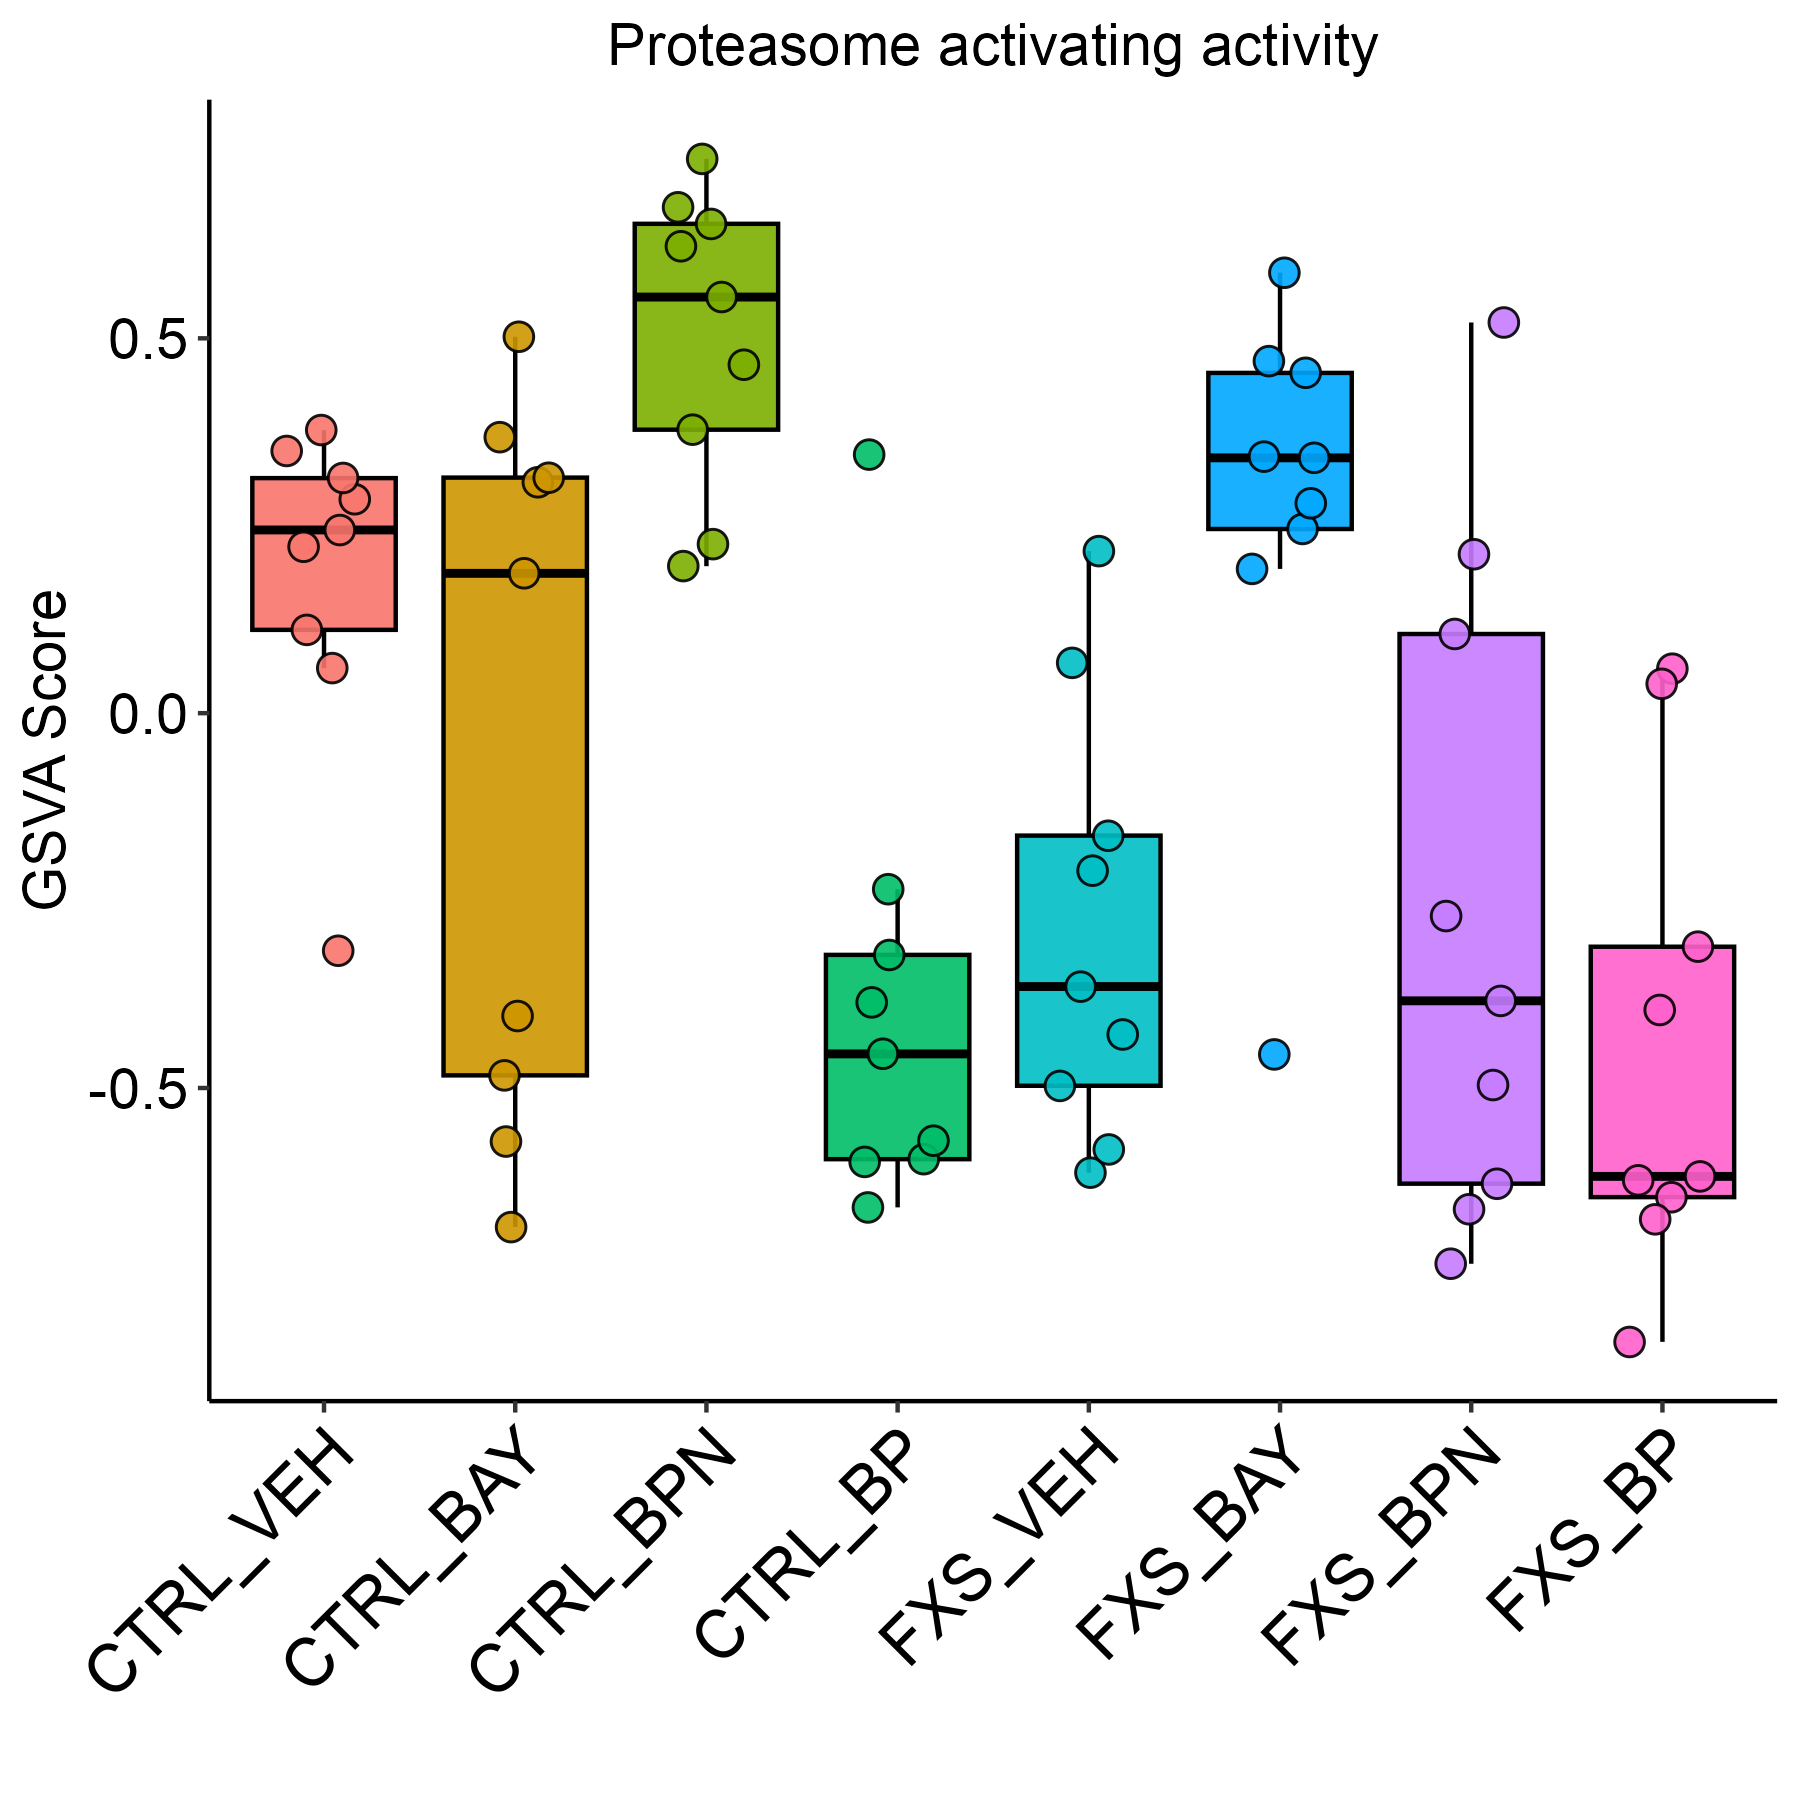 Proteasome activating activity
GSVA Score
0.5
0.0
-0.5
CTRL_VEH
CTRL_BAY
CTRL_BPN
CTRL_BP
FXS_VEH
FXS_BAY
FXS_BPN
FXS_BP